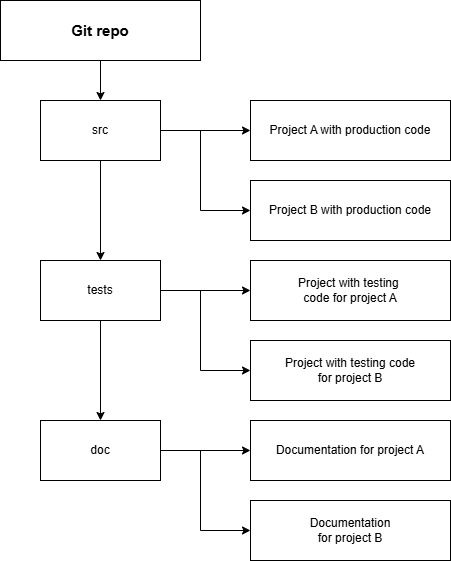 Git repo
src
Project A with production code
Project B with production code
tests
Project with testing
code for project A
Project with testing code
for project B
doc
Documentation for project A
Documentation
for project B